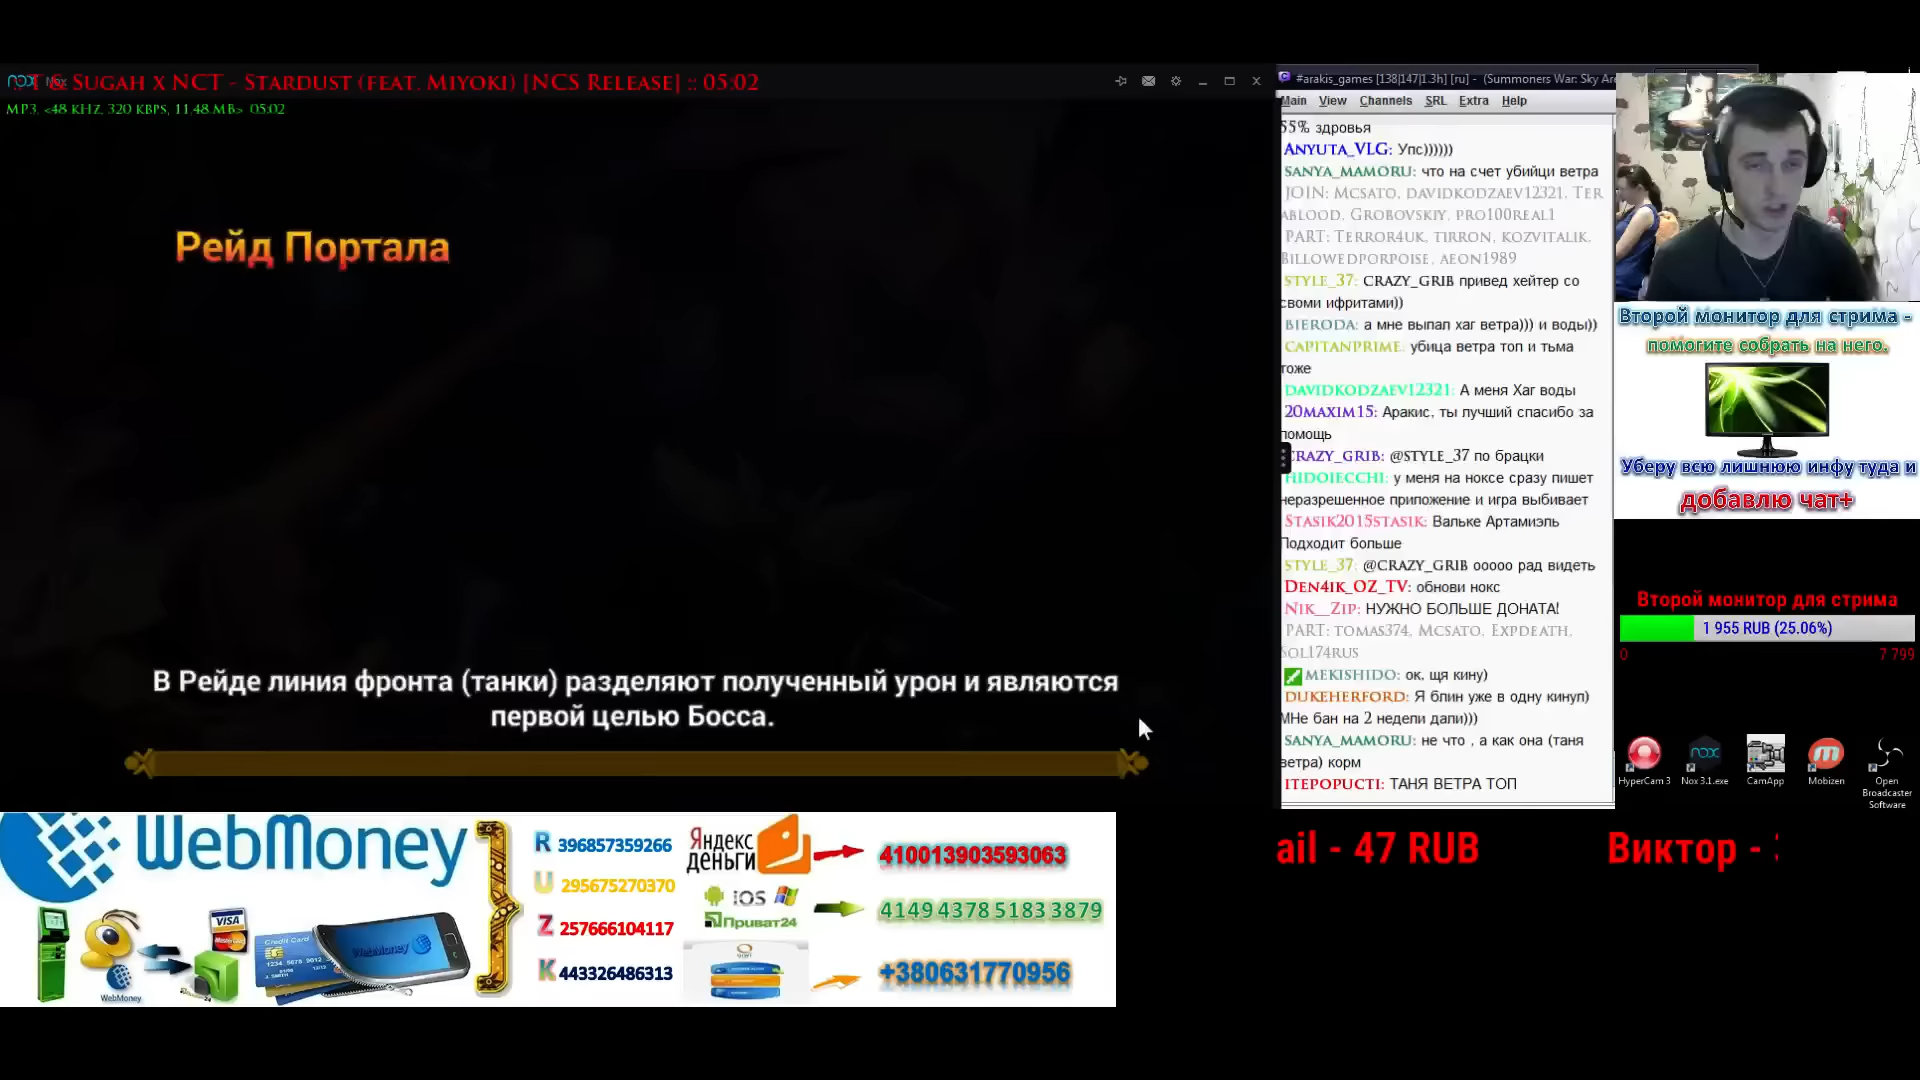 T & Sugah x NCT - Stardust (feat. Miyoki) [NCS Release] :: 05:02
MP3, <48 kHz, 320 kbps, 11,48 MB> 05:02
Рейд Портала
В Рейде линия фронта (танки) разделяют полученный урон и являются
первой целью Босса.
#arakis_games [138|147|1.3h] [ru] - (Summoners War: Sky Are
Main View Channels SRL Extra Help
55% здровья
ANYUTA_VLG: Упс))))))
SANYA_MAMORU: что на счет убийци ветра
JOIN: Mcsato, davidkodzaev12321, Ter
ablood, Grobovskiy, pro100real1
PART: Terror4uk, tirron, kozvitalik,
Billowedporpoise, aeon1989
STYLE_37: CRAZY_GRIB привед хейтер со
своми ифритами))
BIERODA: а мне выпал хаг ветра))) и воды))
CAPITANPRIME: убица ветра топ и тьма
тоже
DAVIDKODZAEV12321: А меня Хаг воды
20MAXIM15: Аракис, ты лучший спасибо за
помощь
CRAZY_GRIB: @STYLE_37 по брацки
HIDOIECCHI: у меня на ноксе сразу пишет
неразрешенное приложение и игра выбивает
Stasik2015stasik: Вальке Артамиэль
Подходит больше
STYLE_37: @CRAZY_GRIB ооооо рад видеть
Den4ik_OZ_TV: обнови нокс
Nik__Zip: НУЖНО БОЛЬШЕ ДОНАТА!
PART: tomas374, Mcsato, Expdeath,
Sol174rus
MEKISHIDO: ок, щя кину)
DUKEHERFORD: Я блин уже в одну кинул)
МНе бан на 2 недели дали)))
SANYA_MAMORU: не что , а как она (таня
ветра) корм
ITEPOPUCTI: ТАНЯ ВЕТРА ТОП
Второй монитор для стрима -
помогите собрать на него.
Уберу всю лишнюю инфу туда и
добавлю чат+
Второй монитор для стрима
1 955 RUB (25.06%)
0 7 799
HyperCam 3 Nox 3.1.exe CamApp Mobizen Open
Broadcaster
Software
ail - 47 RUB Виктор -
WebMoney
R 396857359266
U 295675270370
Z 257666104117
K 443326486313
VISA
MasterCard
WebMoney
Credit Card
WebMoney
Яндекс
деньги
410013903593063
iOS
Приват24
4149 4378 5183 3879
+380631770956